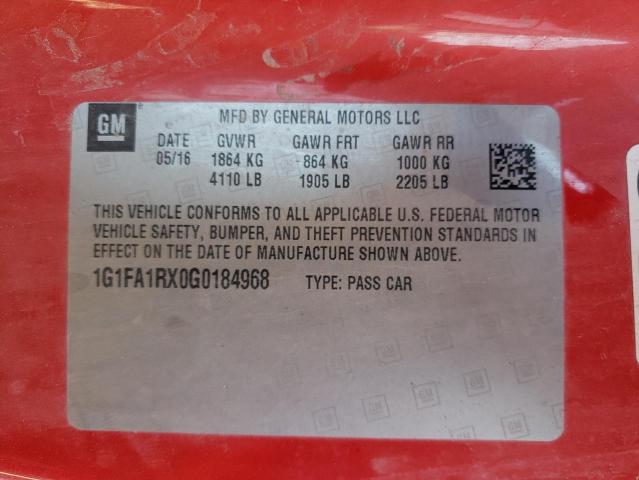 GM
MFD BY GENERAL MOTORS LLC
DATE GVWR GAWR FRT GAWR RR
05/16 1864 KG 864 KG 1000 KG
4110 LB 1905 LB 2205 LB
THIS VEHICLE CONFORMS TO ALL APPLICABLE U.S. FEDERAL MOTOR
VEHICLE SAFETY, BUMPER, AND THEFT PREVENTION STANDARDS IN
EFFECT ON THE DATE OF MANUFACTURE SHOWN ABOVE.
1G1FA1RX0G0184968 TYPE: PASS CAR